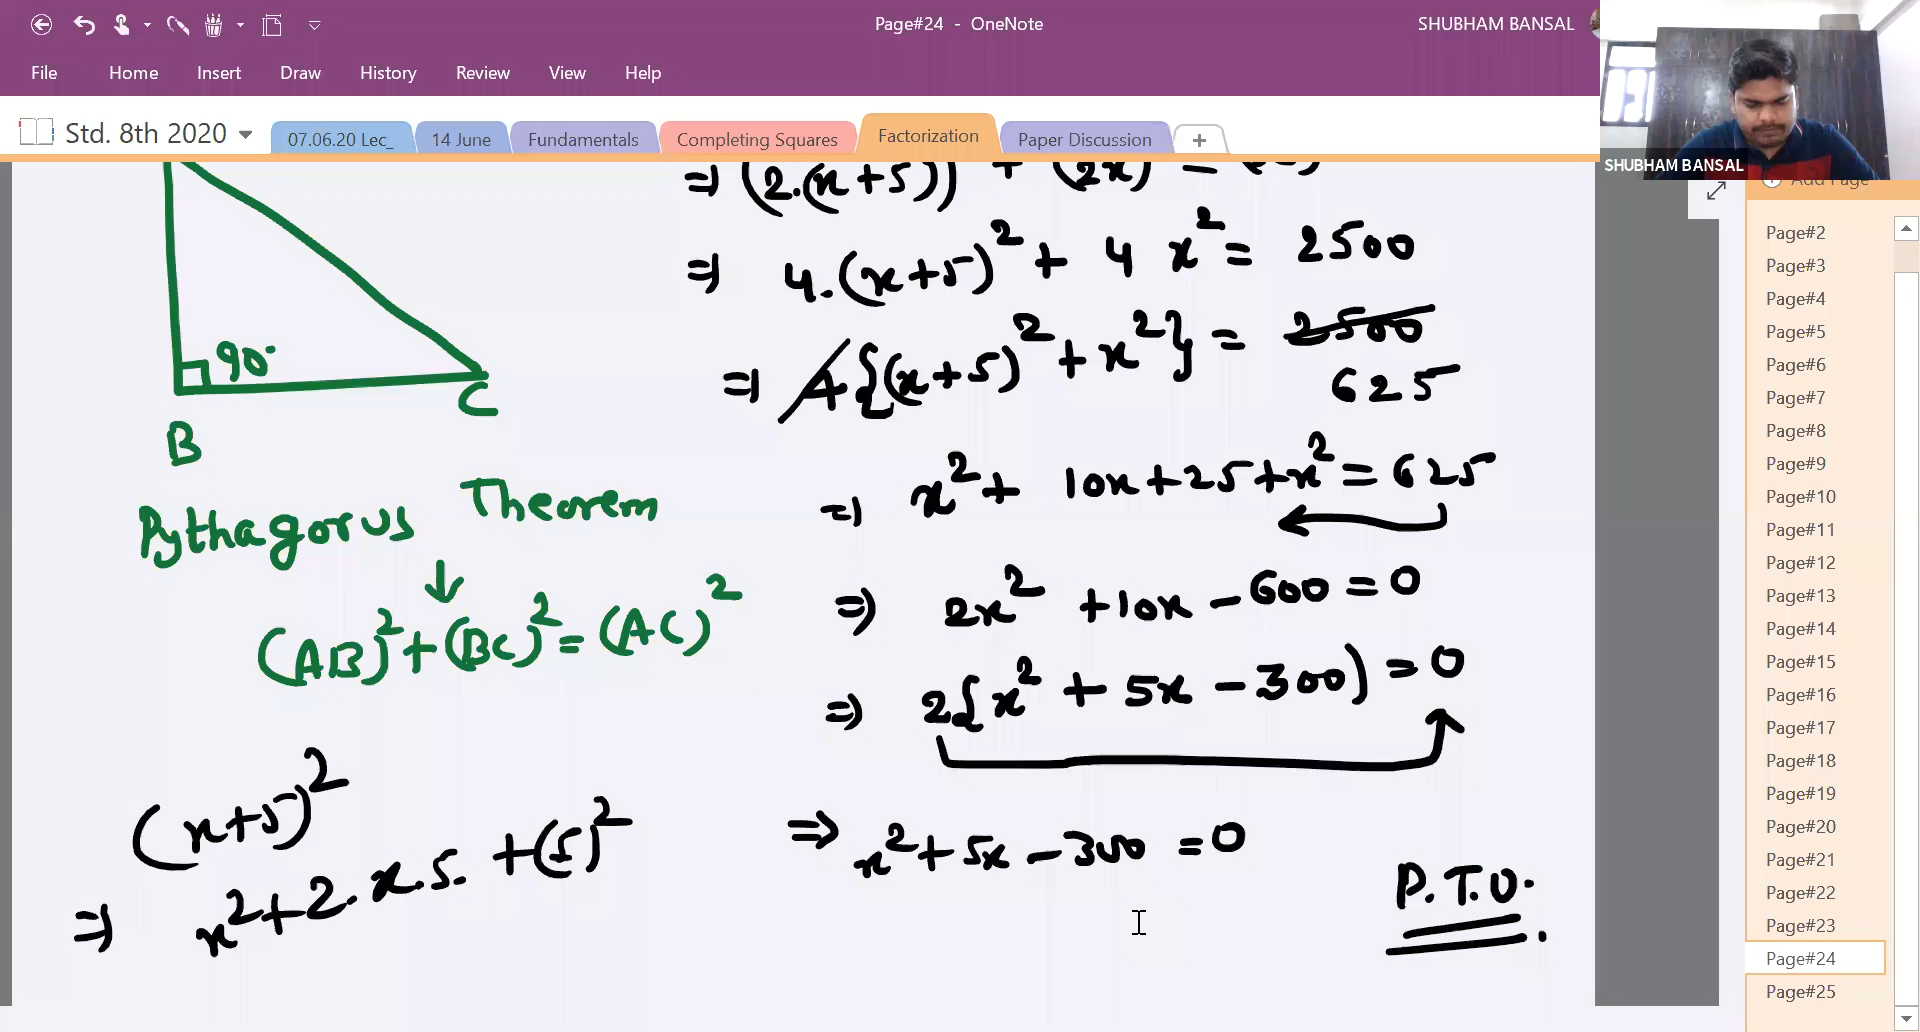 Page#24 - OneNote
SHUBHAM BANSAL
File Home Insert Draw History Review View Help
Std. 8th 2020
07.06.20 Lec_
14 June
Fundamentals
Completing Squares
Factorization
Paper Discussion
+
SHUBHAM BANSAL
Add Page
Page#2
Page#3
Page#4
Page#5
Page#6
Page#7
Page#8
Page#9
Page#10
Page#11
Page#12
Page#13
Page#14
Page#15
Page#16
Page#17
Page#18
Page#19
Page#20
Page#21
Page#22
Page#23
Page#24
Page#25
90°
B
C
Pythagorus Theorem
↓
(AB)² + (BC)² = (AC)²
(x+5)²
⇒ x² + 2.x.5. + (5)²
⇒ 4.(x+5)² + 4 x² = 2500
⇒ 4{(x+5)² + x²} = 2500
625
⇒ x² + 10x + 25 + x² = 625
⇒ 2x² + 10x - 600 = 0
⇒ 2{x² + 5x - 300) = 0
⇒ x² + 5x - 300 = 0
P.T.O.